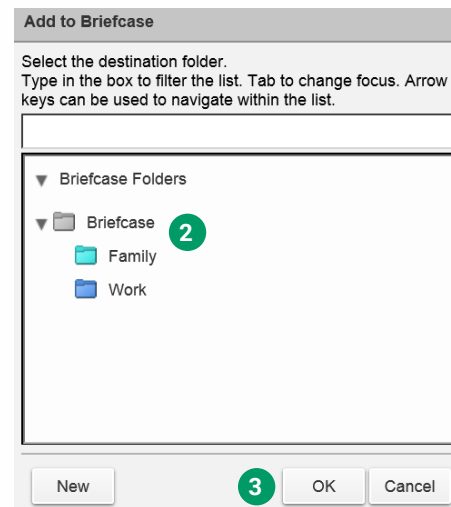 Add to Briefcase
Select the destination folder.
Type in the box to filter the list. Tab to change focus. Arrow
keys can be used to navigate within the list.
Briefcase Folders
Briefcase
2
Family
Work
New
3
OK
Cancel